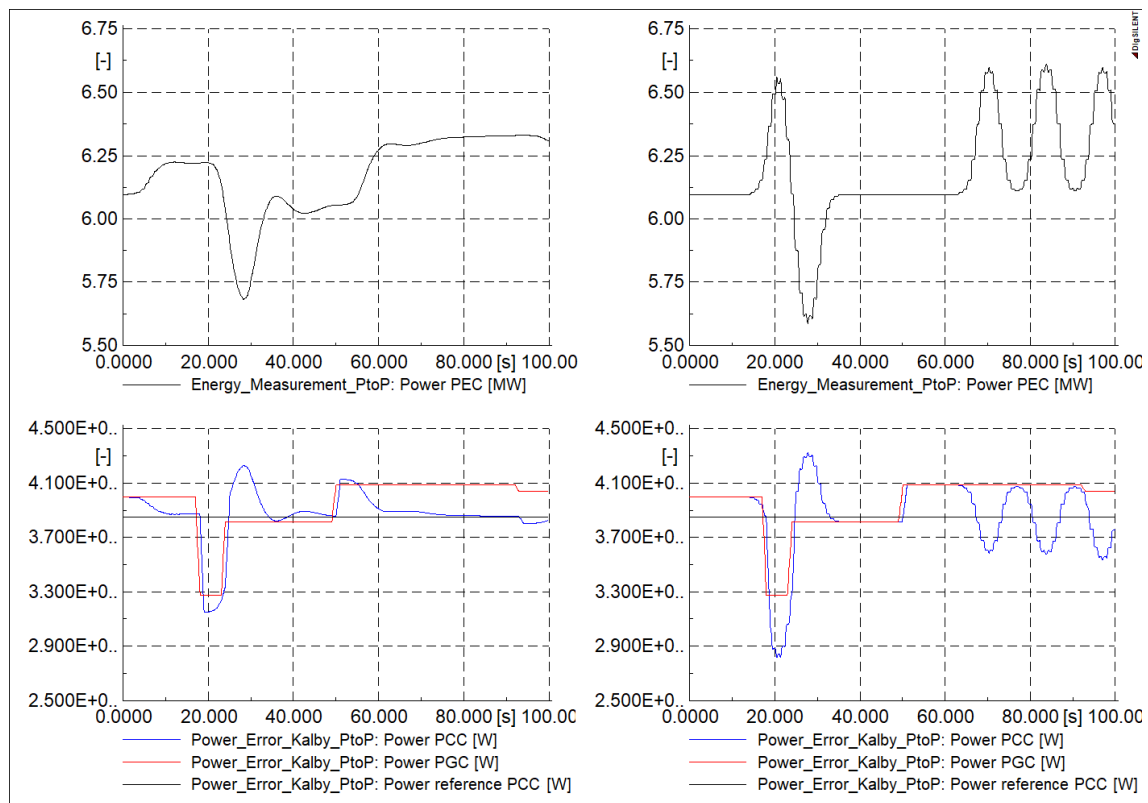 6.75
[-]
6.50
6.25
6.00
5.75
5.50
0.0000 20.000 40.000 60.000 80.000 [s] 100.00
Energy_Measurement_PtoP: Power PEC [MW]
6.75
[-]
6.50
6.25
6.00
5.75
5.50
0.0000 20.000 40.000 60.000 80.000 [s] 100.00
Energy_Measurement_PtoP: Power PEC [MW]
DIgSILENT
4.500E+0..
[-]
4.100E+0..
3.700E+0..
3.300E+0..
2.900E+0..
2.500E+0..
0.0000 20.000 40.000 60.000 80.000 [s] 100.00
Power_Error_Kalby_PtoP: Power PCC [W]
Power_Error_Kalby_PtoP: Power PGC [W]
Power_Error_Kalby_PtoP: Power reference PCC [W]
4.500E+0..
[-]
4.100E+0..
3.700E+0..
3.300E+0..
2.900E+0..
2.500E+0..
0.0000 20.000 40.000 60.000 80.000 [s] 100.00
Power_Error_Kalby_PtoP: Power PCC [W]
Power_Error_Kalby_PtoP: Power PGC [W]
Power_Error_Kalby_PtoP: Power reference PCC [W]